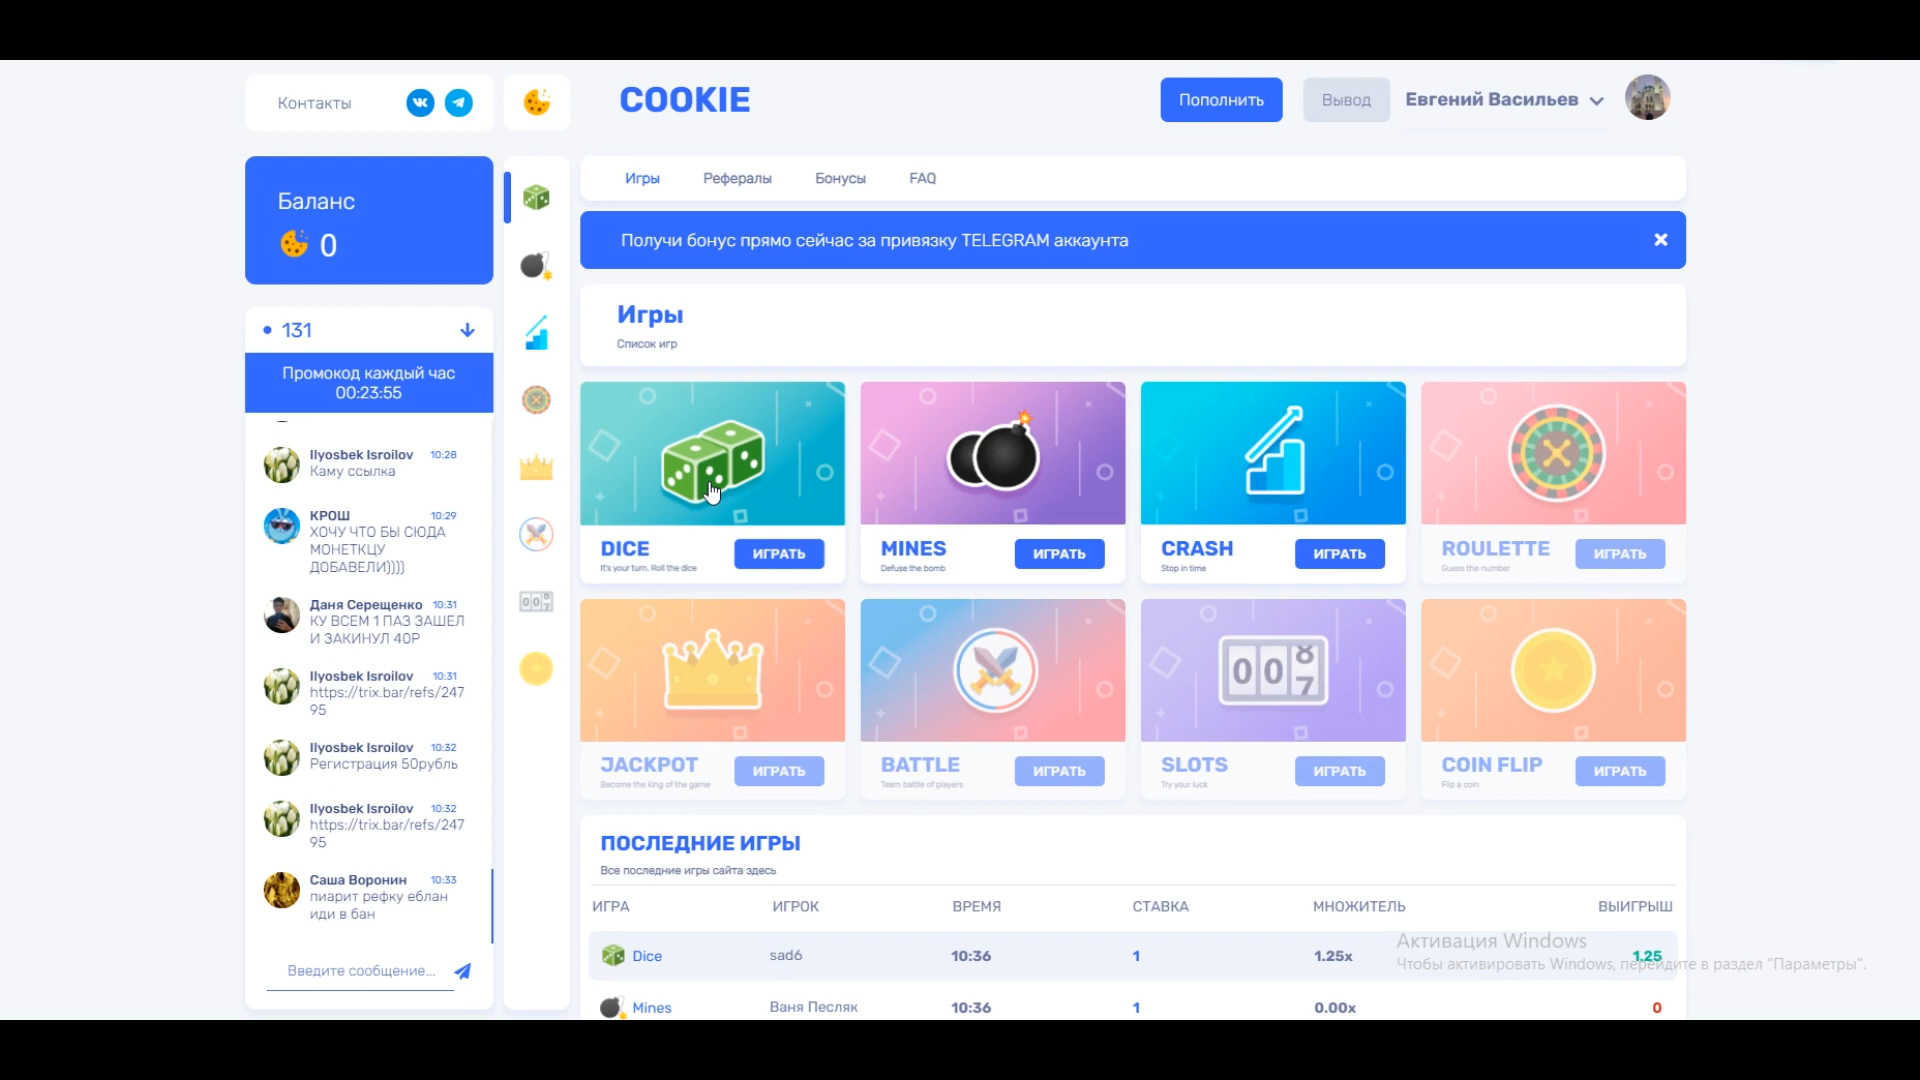 Контакты
COOKIE
Пополнить
Вывод
Евгений Васильев
Баланс
0
131
Промокод каждый час
00:23:55
Ilyosbek Isroilov 10:28
Каму ссылка
КРОШ 10:29
ХОЧУ ЧТО БЫ СЮДА
МОНЕТКЦУ
ДОБАВЕЛИ))))
Даня Серещенко 10:31
КУ ВСЕМ 1 ПАЗ ЗАШЕЛ
И ЗАКИНУЛ 40Р
Ilyosbek Isroilov 10:31
https://trix.bar/refs/247
95
Ilyosbek Isroilov 10:32
Регистрация 50рубль
Ilyosbek Isroilov 10:32
https://trix.bar/refs/247
95
Саша Воронин 10:33
пиарит рефку еблан
иди в бан
Введите сообщение...
Игры Рефералы Бонусы FAQ
Получи бонус прямо сейчас за привязку TELEGRAM аккаунта
Игры
Список игр
DICE
It's your turn. Roll the dice
ИГРАТЬ
MINES
Defuse the bomb
ИГРАТЬ
CRASH
Stop in time
ИГРАТЬ
ROULETTE
Guess the number
ИГРАТЬ
JACKPOT
Become the king of the game
ИГРАТЬ
BATTLE
Team battle of players
ИГРАТЬ
SLOTS
Try your luck
ИГРАТЬ
COIN FLIP
Flip a coin
ИГРАТЬ
ПОСЛЕДНИЕ ИГРЫ
Все последние игры сайта здесь
ИГРА ИГРОК ВРЕМЯ СТАВКА МНОЖИТЕЛЬ ВЫИГРЫШ
Dice sad6 10:36 1 1.25x 1.25
Mines Ваня Песляк 10:36 1 0.00x 0
Активация Windows
Чтобы активировать Windows, перейдите в раздел "Параметры".